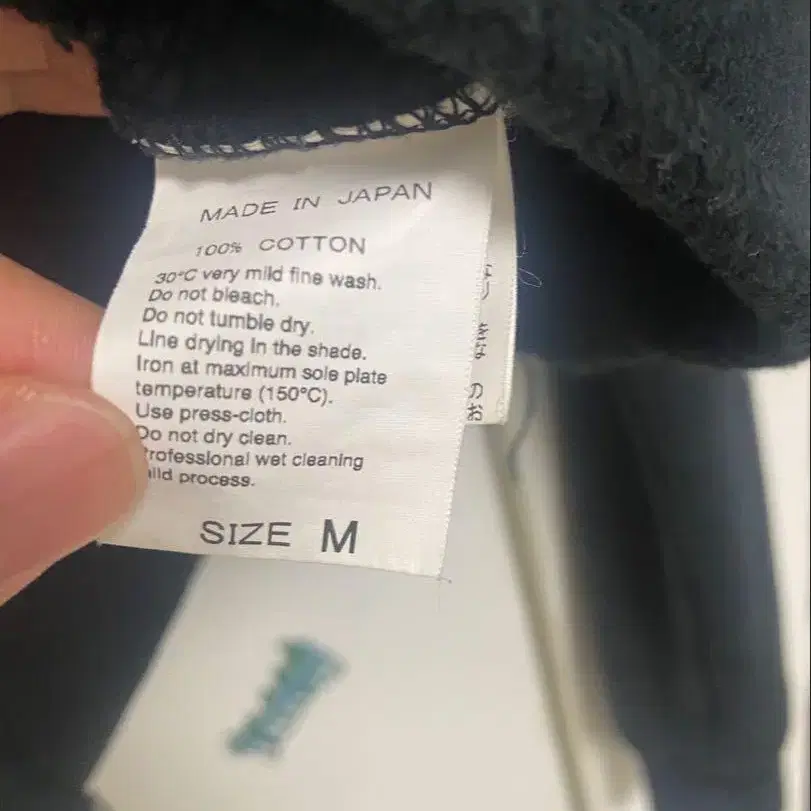 MADE IN JAPAN
100% COTTON
30°C very mild fine wash.
Do not bleach.
Do not tumble dry.
Line drying in the shade.
Iron at maximum sole plate
temperature (150°C).
Use press-cloth.
Do not dry clean.
Professional wet cleaning
process.
SIZE M